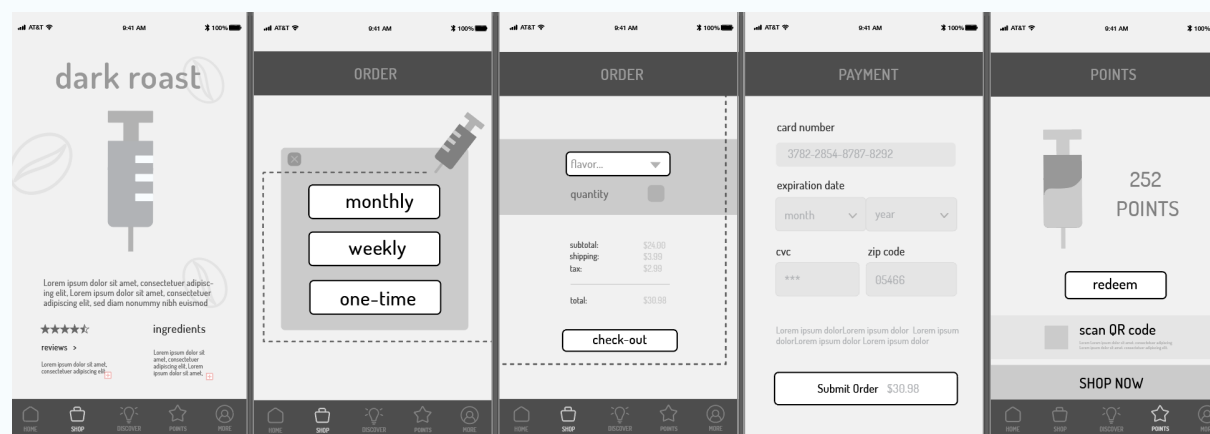 AT&T 9:41 AM 100%
dark roast
Lorem ipsum dolor sit amet, consectetuer adipisc-
ing elit, Lorem ipsum dolor sit amet, consectetuer
adipiscing elit, sed diam nonummy nibh euismod
reviews >
Lorem ipsum dolor sit amet,
consectetuer adipiscing elit
ingredients
Lorem ipsum dolor sit
amet, consectetuer
adipiscing elit, Lorem
ipsum dolor sit amet,
HOME SHOP DISCOVER POINTS MORE
AT&T 9:41 AM 100%
ORDER
monthly
weekly
one-time
HOME SHOP DISCOVER POINTS MORE
AT&T 9:41 AM 100%
ORDER
flavor...
quantity
subtotal: $24.00
shipping: $3.99
tax: $2.99
total: $30.98
check-out
HOME SHOP DISCOVER POINTS MORE
AT&T 9:41 AM 100%
PAYMENT
card number
3782-2854-8787-8292
expiration date
month year
cvc zip code
*** 05466
Lorem ipsum dolorLorem ipsum dolor Lorem ipsum
dolorLorem ipsum dolor Lorem ipsum dolor
Submit Order $30.98
AT&T 9:41 AM 100%
POINTS
252
POINTS
redeem
scan QR code
SHOP NOW
HOME SHOP DISCOVER POINTS